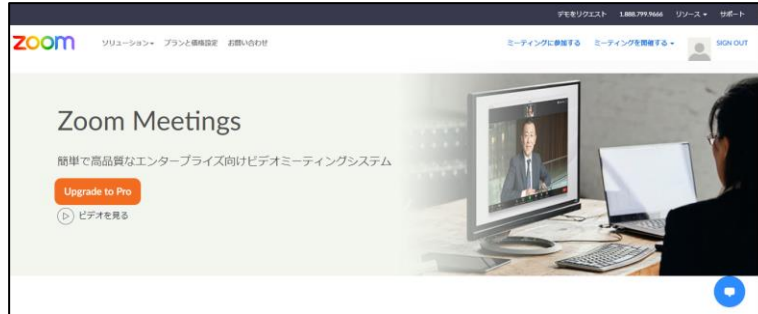 デモをリクエスト 1.888.799.9666 リソース サポート
zoom ソリューション プランと価格設定 お問い合わせ ミーティングに参加する ミーティングを開催する SIGN OUT
Zoom Meetings
簡単で高品質なエンタープライズ向けビデオミーティングシステム
Upgrade to Pro
ビデオを見る